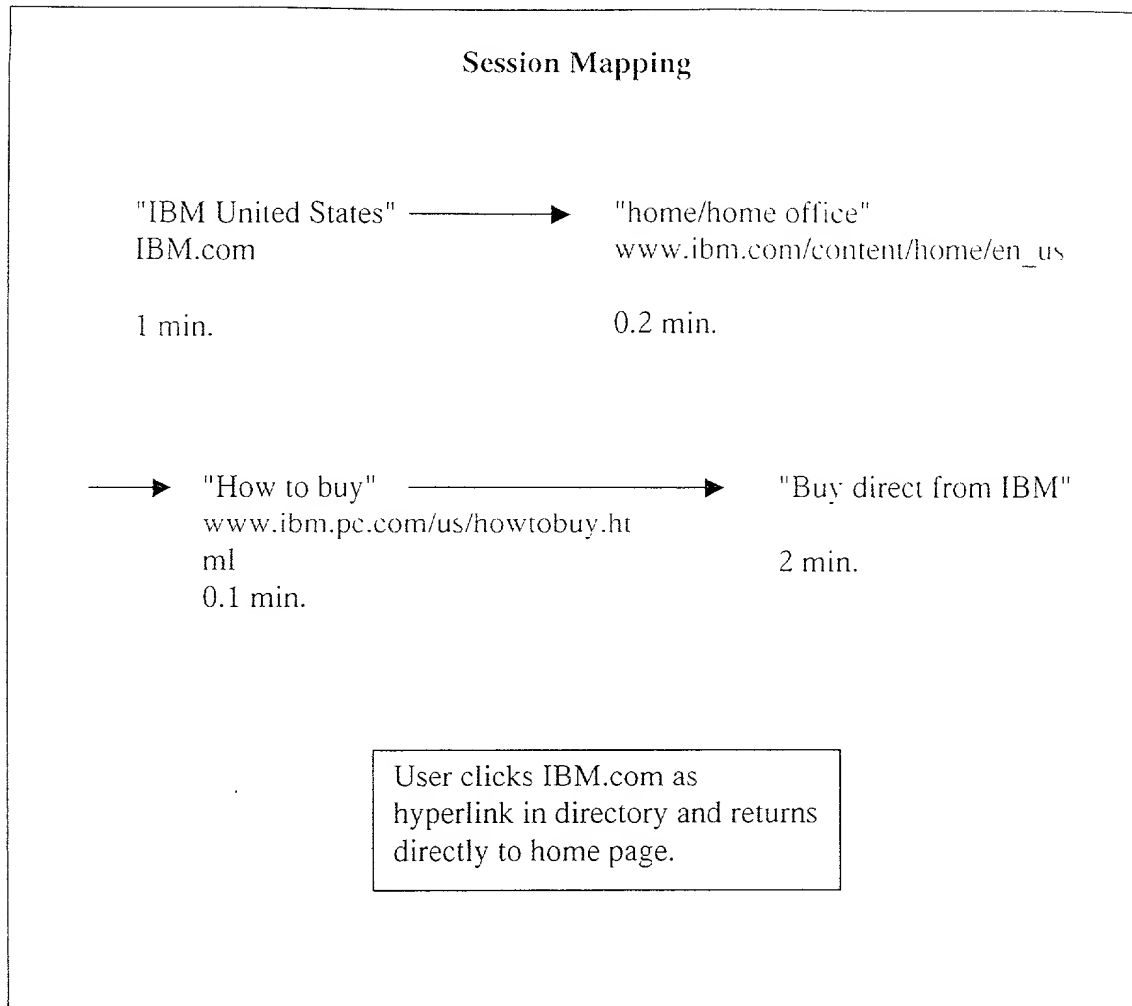 Session Mapping
"IBM United States"
IBM.com
1 min.
"home/home office"
www.ibm.com/content/home/en_us
0.2 min.
"How to buy"
www.ibm.pc.com/us/howtobuy.ht
ml
0.1 min.
"Buy direct from IBM"
2 min.
User clicks IBM.com as
hyperlink in directory and returns
directly to home page.